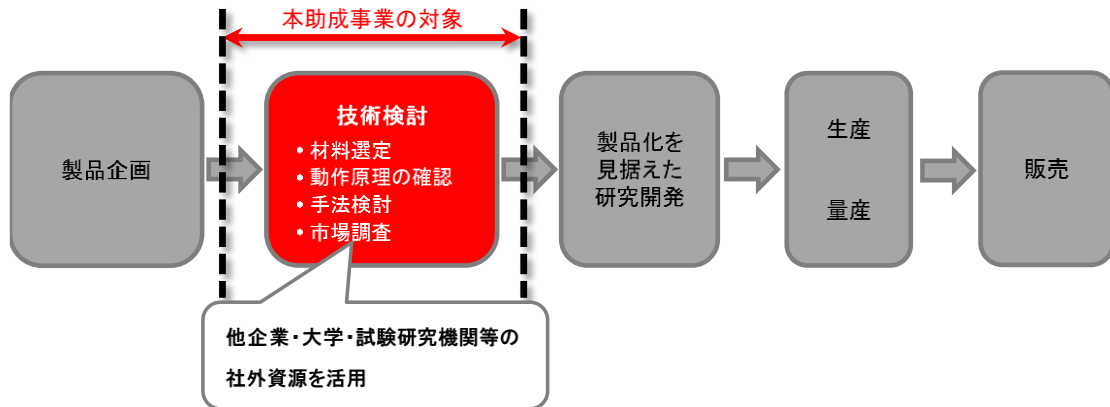 本助成事業の対象
製品企画
技術検討
・材料選定
・動作原理の確認
・手法検討
・市場調査
製品化を
見据えた
研究開発
生産
量産
販売
他企業・大学・試験研究機関等の
社外資源を活用